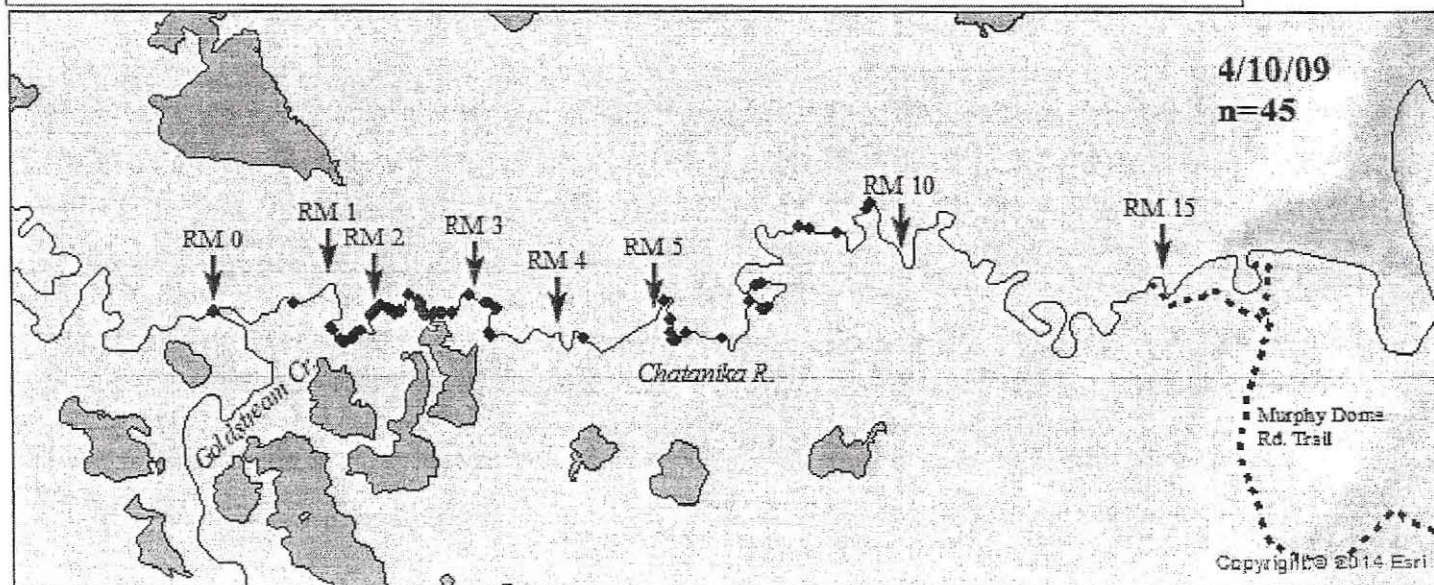 4/10/09
n=45
RM 0
RM 1
RM 2
RM 3
RM 4
RM 5
RM 10
RM 15
Goldstream Cr.
Chatanika R.
Murphy Dome
Rd. Trail
Copyright:© 2014 Esri